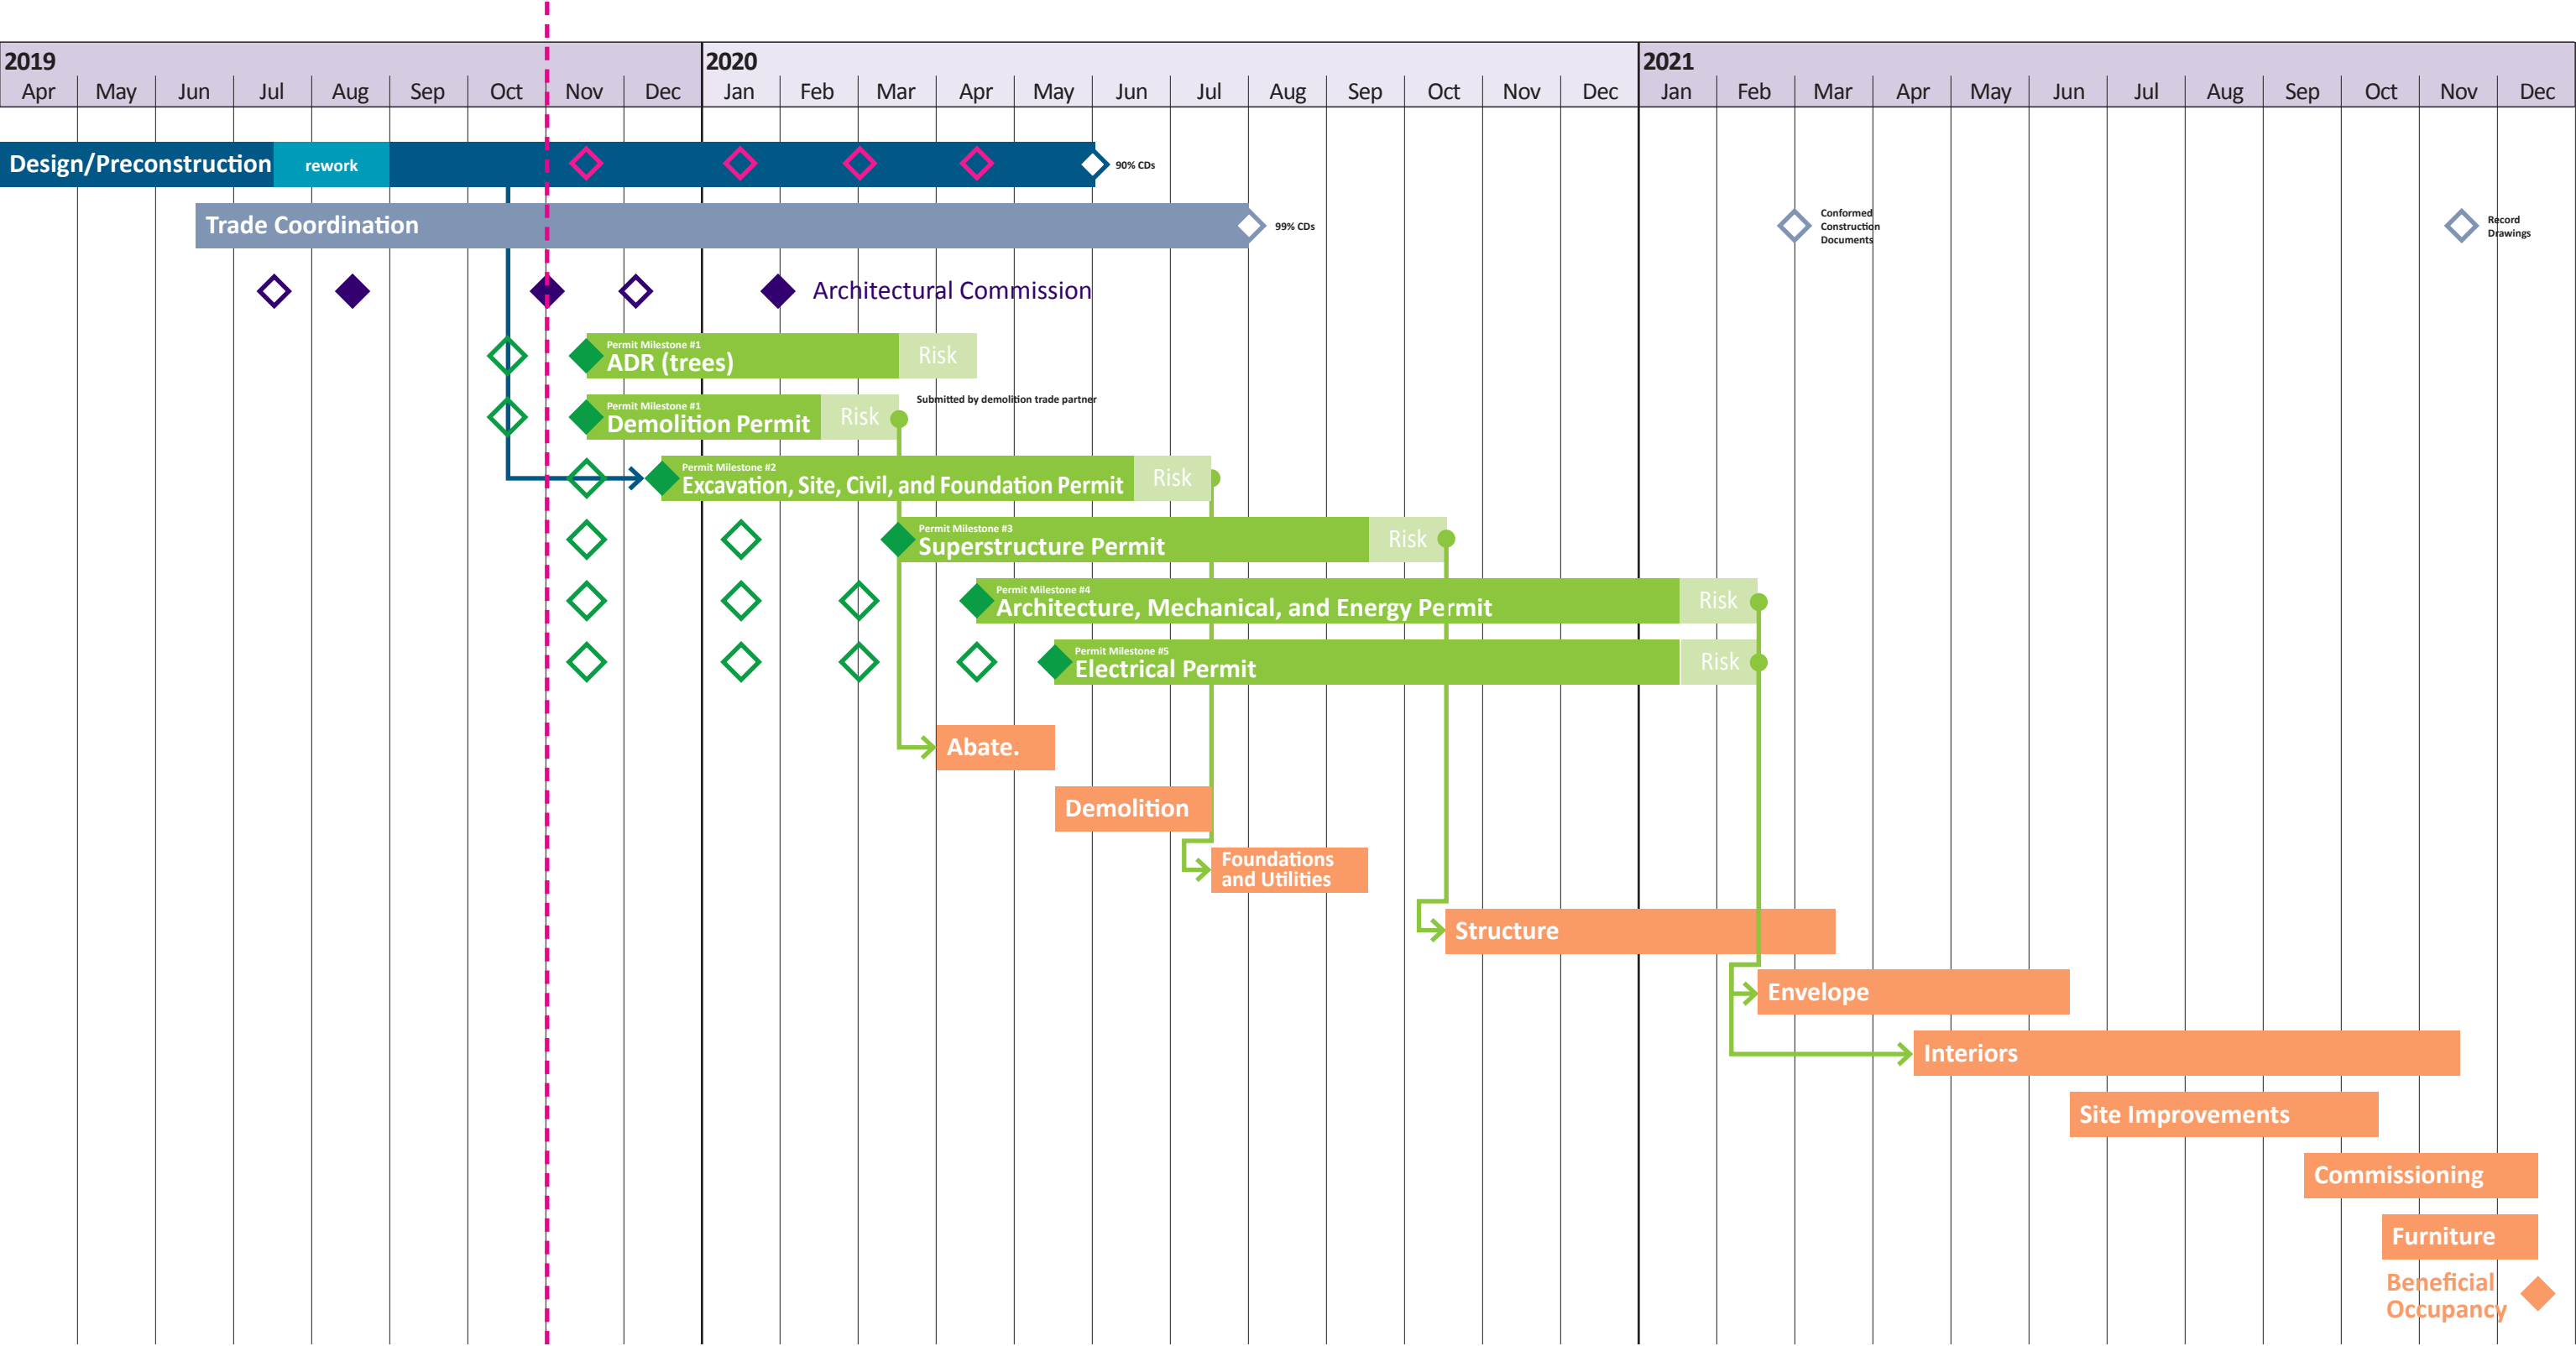 2019
2020
2021
Apr May Jun Jul Aug Sep Oct Nov Dec Jan Feb Mar Apr May Jun Jul Aug Sep Oct Nov Dec Jan Feb Mar Apr May Jun Jul Aug Sep Oct Nov Dec
Design/Preconstruction
rework
90% CDs
Trade Coordination
99% CDs
Conformed
Construction
Documents
Record
Drawings
Architectural Commission
Permit Milestone #1
ADR (trees)
Risk
Permit Milestone #1
Demolition Permit
Risk
Submitted by demolition trade partner
Permit Milestone #2
Excavation, Site, Civil, and Foundation Permit
Risk
Permit Milestone #3
Superstructure Permit
Risk
Permit Milestone #4
Architecture, Mechanical, and Energy Permit
Risk
Permit Milestone #5
Electrical Permit
Risk
Abate.
Demolition
Foundations
and Utilities
Structure
Envelope
Interiors
Site Improvements
Commissioning
Furniture
Beneficial
Occupancy